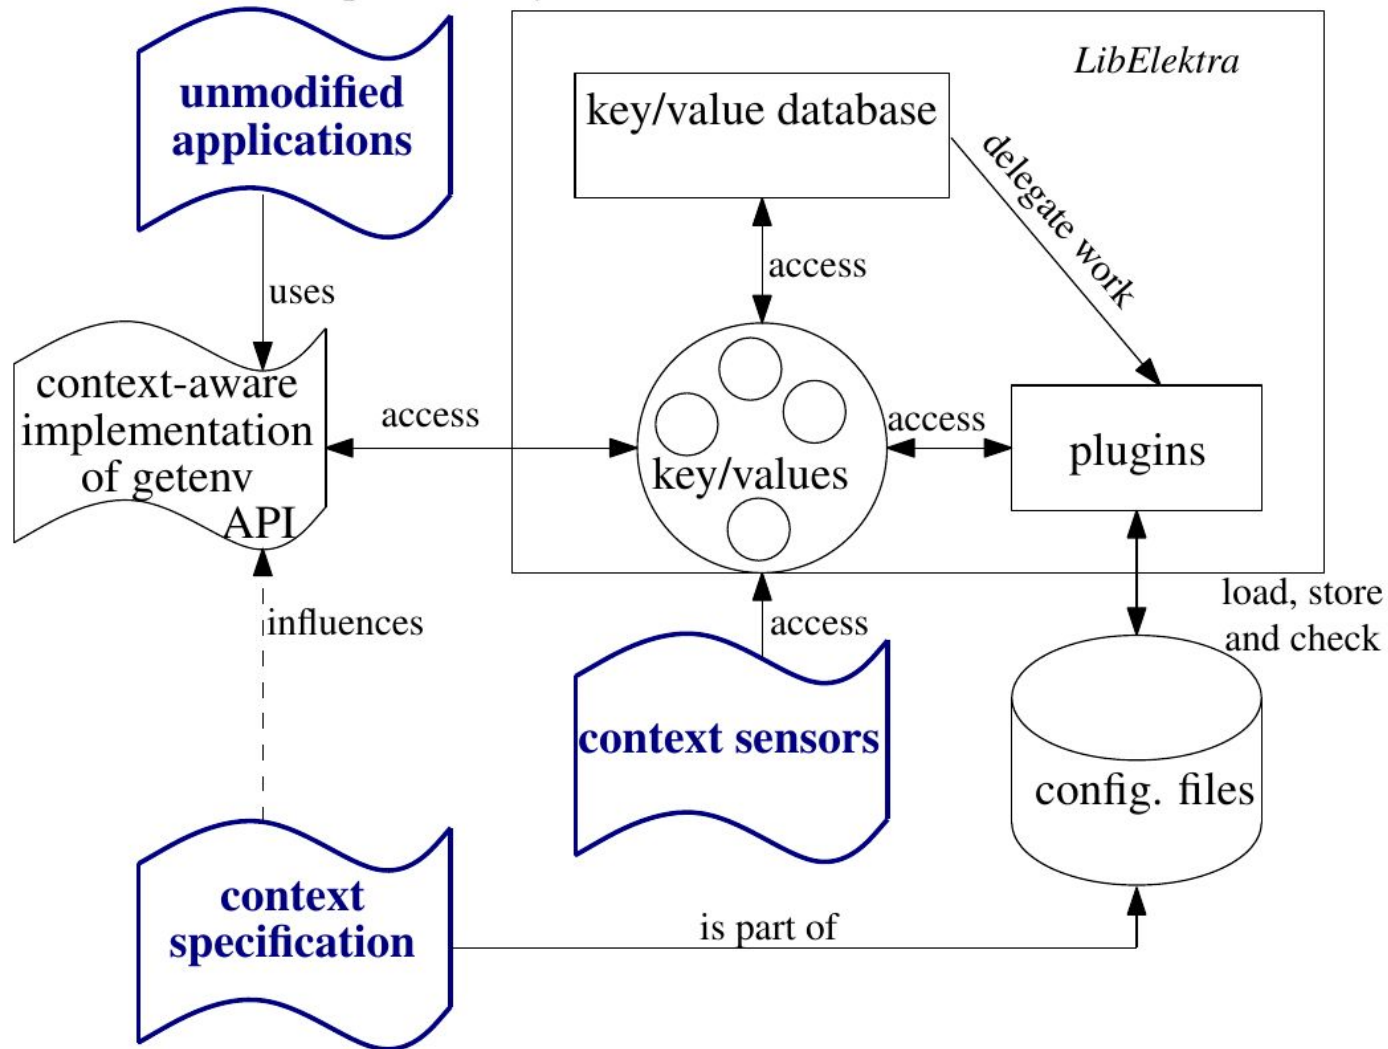 LibElektra
unmodified
applications
key/value database
delegate work
access
uses
context-aware
implementation
of getenv
API
access
key/values
access
plugins
influences
access
load, store
and check
context sensors
config. files
context
specification
is part of